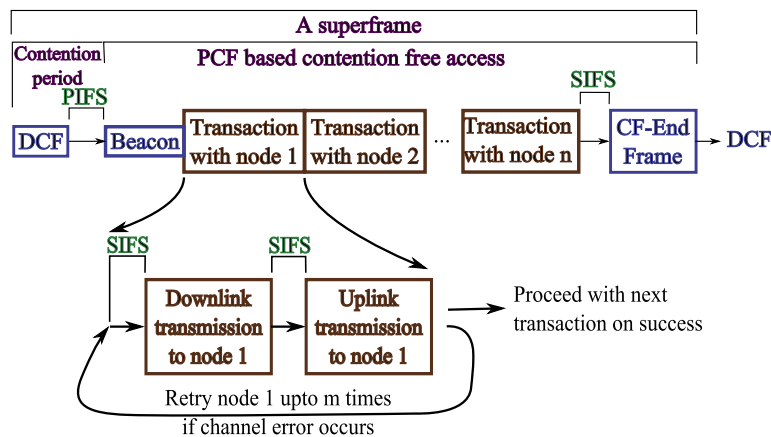 A superframe
Contention
period
PCF based contention free access
PIFS
SIFS
DCF
Beacon
Transaction
with node 1
Transaction
with node 2
...
Transaction
with node n
CF-End
Frame
DCF
SIFS
SIFS
Downlink
transmission
to node 1
Uplink
transmission
to node 1
Proceed with next
transaction on success
Retry node 1 upto m times
if channel error occurs